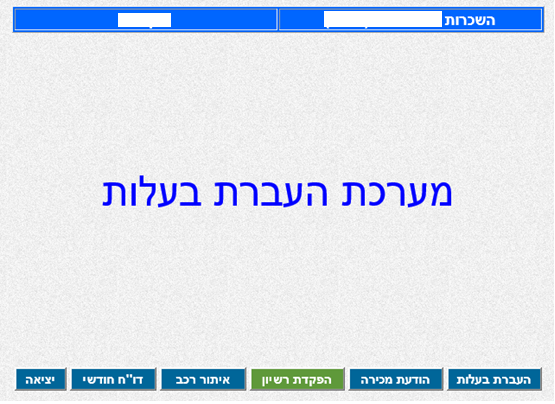 השכרות
מערכת העברת בעלות
העברת בעלות
הודעת מכירה
הפקדת רשיון
איתור רכב
דו"ח חודשי
יציאה